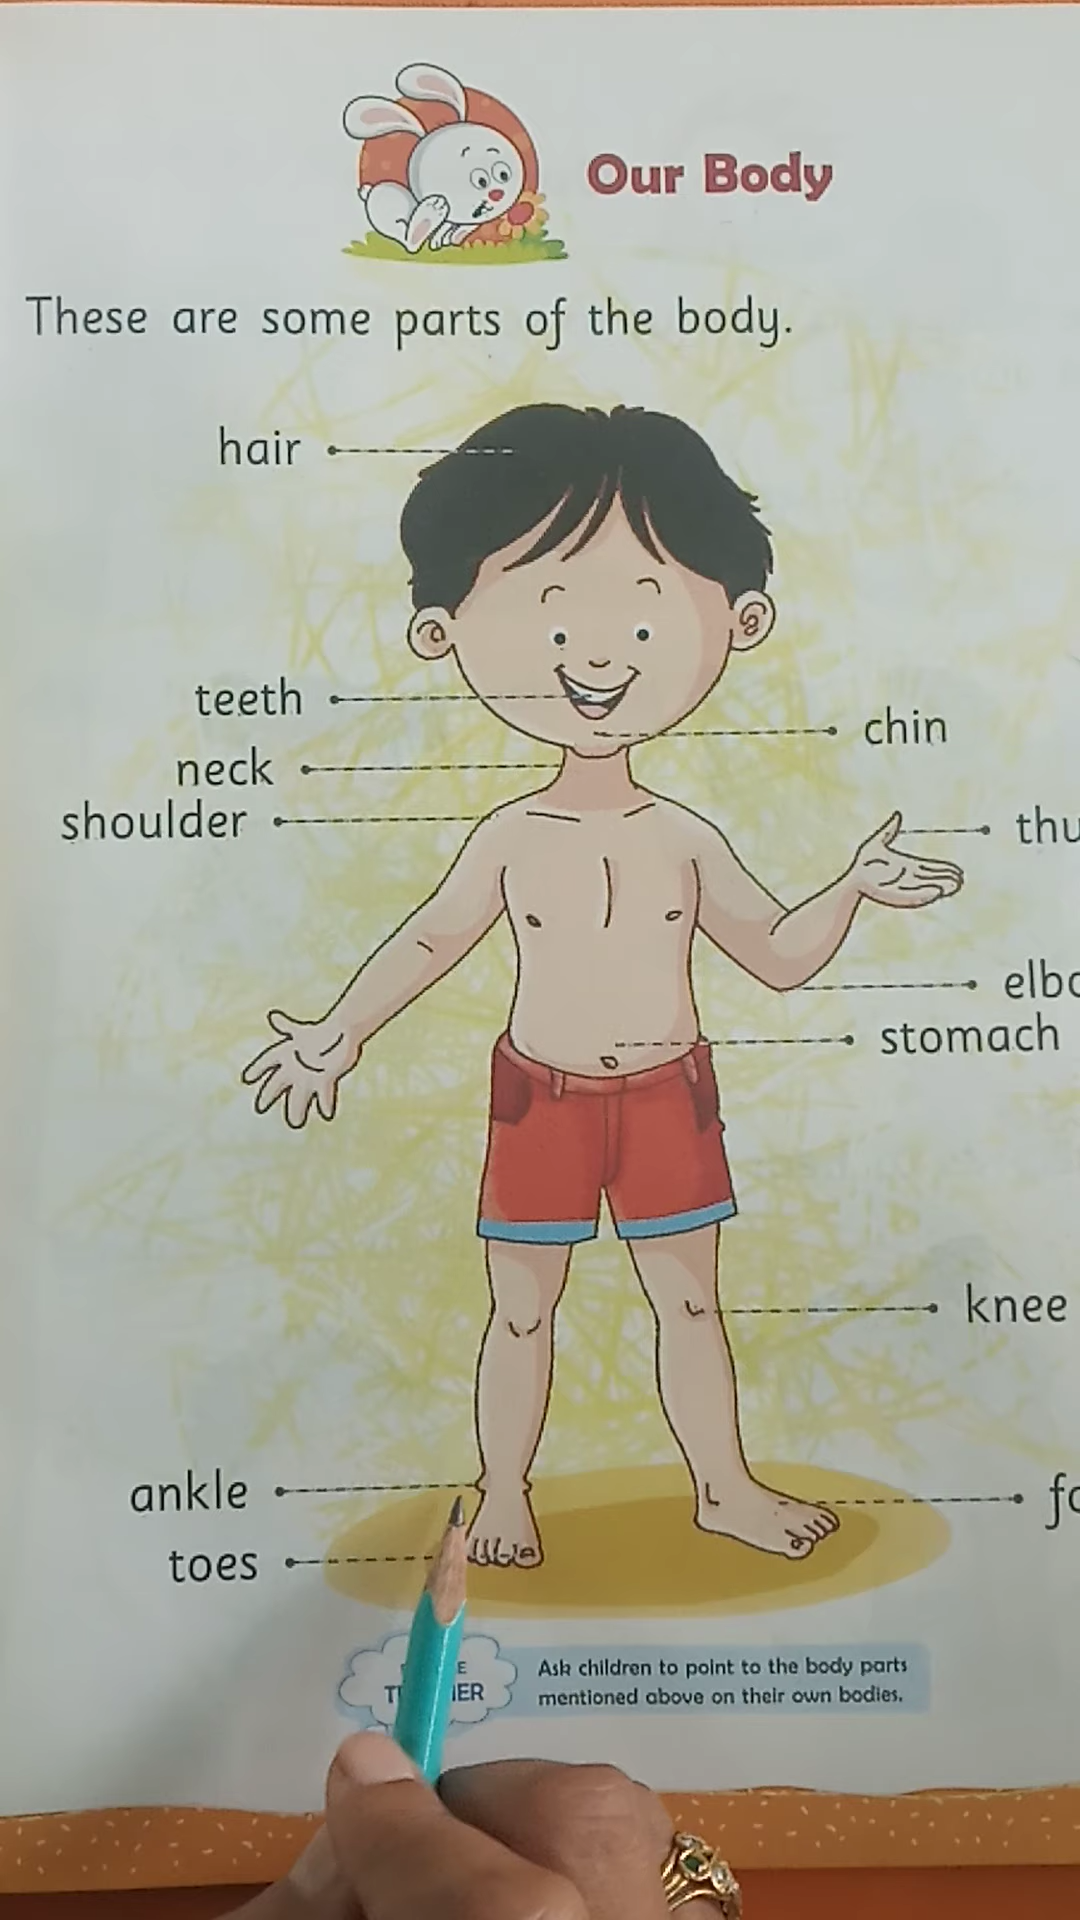 Our Body
These are some parts of the body.
hair
teeth
chin
neck
shoulder
stomach
knee
ankle
toes
Ask children to point to the body parts
mentioned above on their own bodies.